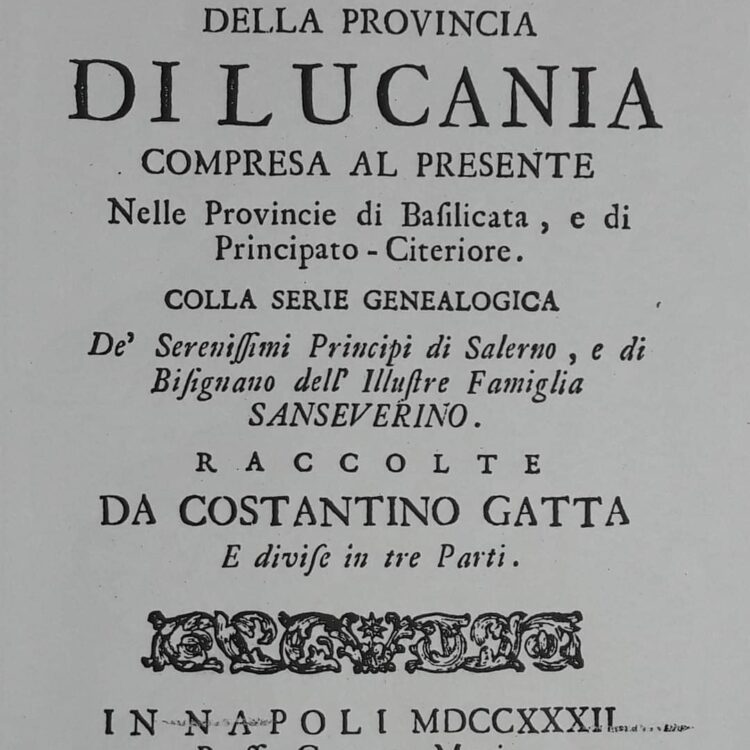 DELLA PROVINCIA
DI LUCANIA
COMPRESA AL PRESENTE
Nelle Provincie di Baſilicata, e di
Principato-Citeriore.
COLLA SERIE GENEALOGICA
De' Sereniſſimi Principi di Salerno, e di
Biſignano dell' Illuſtre Famiglia
SANSEVERINO.
RACCOLTE
DA COSTANTINO GATTA
E diviſe in tre Parti.
IN NAPOLI MDCCXXXII